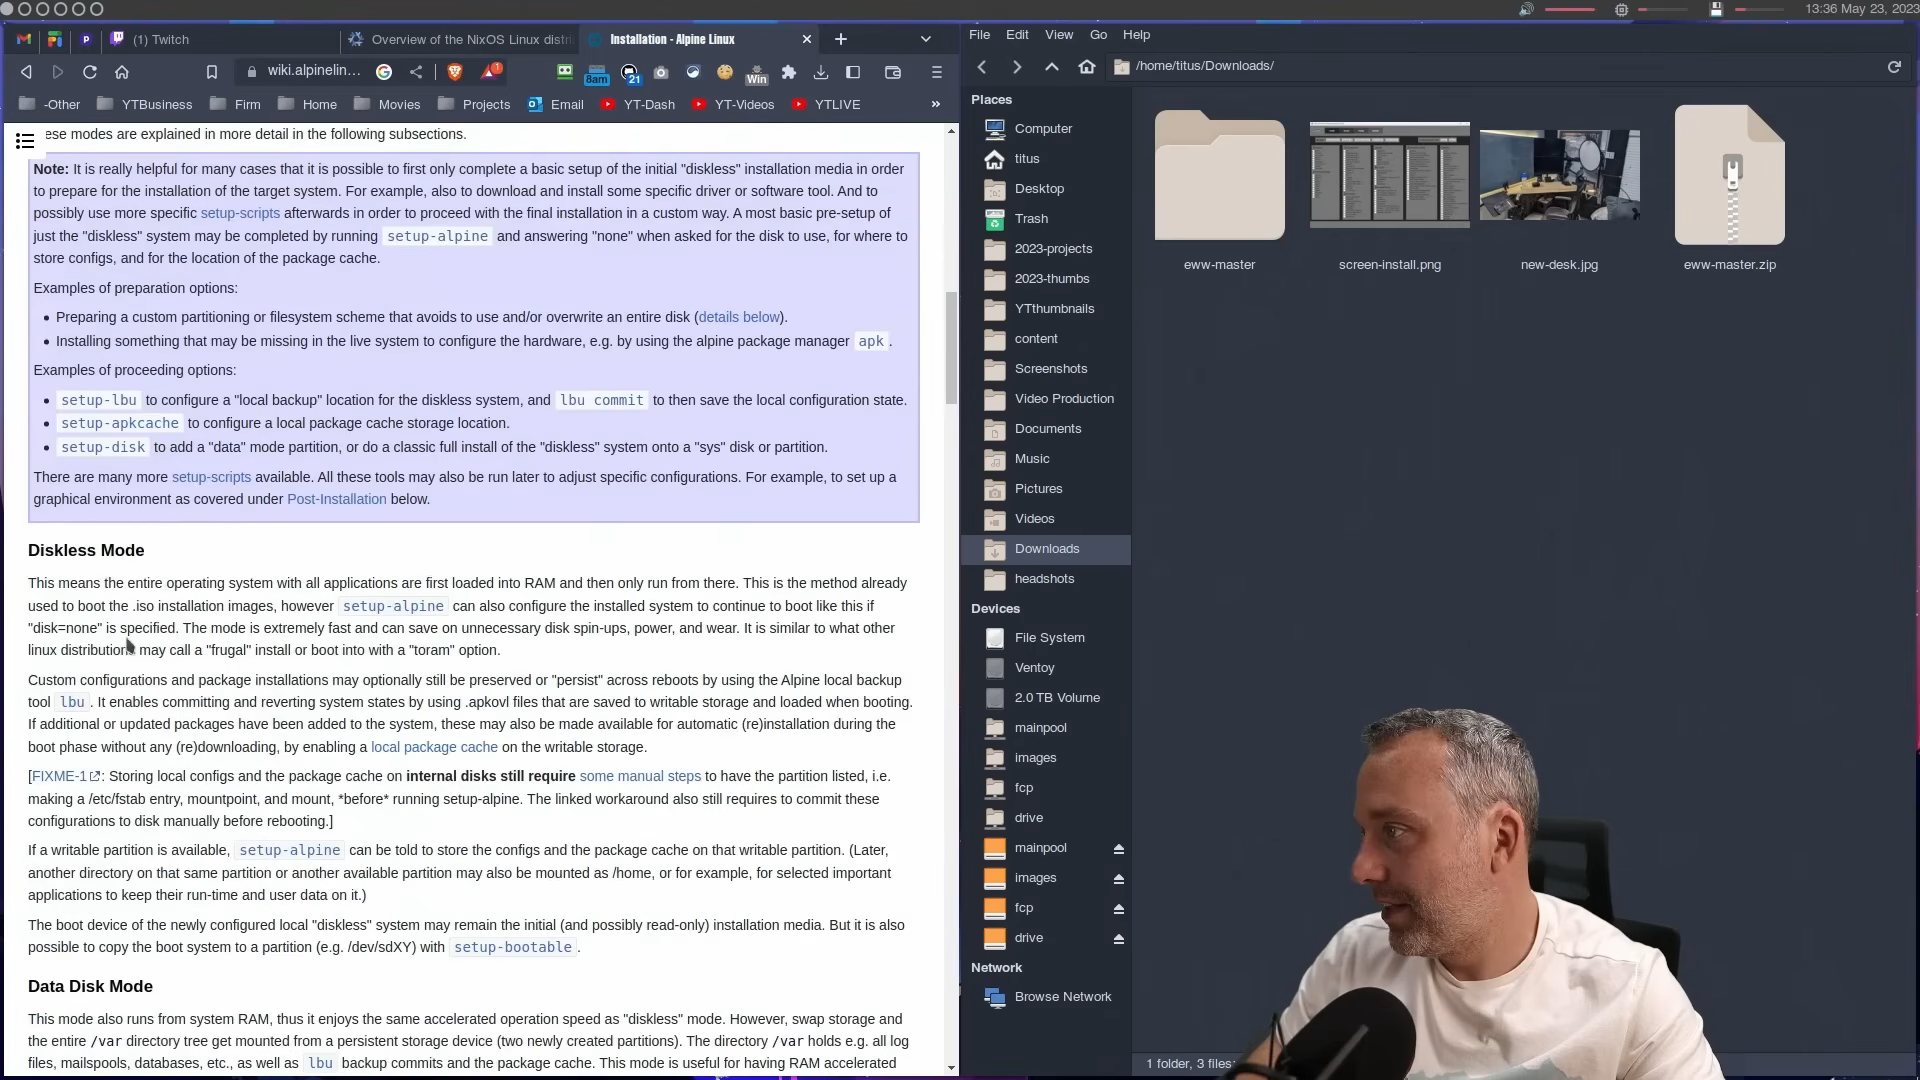 13:36 May 23, 2023
(1) Twitch
Overview of the NixOS Linux distri
Installation - Alpine Linux
wiki.alpinelin...
1
8am
21
Win
-Other
YTBusiness
Firm
Home
Movies
Projects
Email
YT-Dash
YT-Videos
YTLIVE
»
ese modes are explained in more detail in the following subsections.
Note: It is really helpful for many cases that it is possible to first only complete a basic setup of the initial "diskless" installation media in order
to prepare for the installation of the target system. For example, also to download and install some specific driver or software tool. And to
possibly use more specific setup-scripts afterwards in order to proceed with the final installation in a custom way. A most basic pre-setup of
just the "diskless" system may be completed by running setup-alpine and answering "none" when asked for the disk to use, for where to
store configs, and for the location of the package cache.
Examples of preparation options:
• Preparing a custom partitioning or filesystem scheme that avoids to use and/or overwrite an entire disk (details below).
• Installing something that may be missing in the live system to configure the hardware, e.g. by using the alpine package manager apk .
Examples of proceeding options:
• setup-lbu to configure a "local backup" location for the diskless system, and lbu commit to then save the local configuration state.
• setup-apkcache to configure a local package cache storage location.
• setup-disk to add a "data" mode partition, or do a classic full install of the "diskless" system onto a "sys" disk or partition.
There are many more setup-scripts available. All these tools may also be run later to adjust specific configurations. For example, to set up a
graphical environment as covered under Post-Installation below.
Diskless Mode
This means the entire operating system with all applications are first loaded into RAM and then only run from there. This is the method already
used to boot the .iso installation images, however setup-alpine can also configure the installed system to continue to boot like this if
"disk=none" is specified. The mode is extremely fast and can save on unnecessary disk spin-ups, power, and wear. It is similar to what other
linux distributions may call a "frugal" install or boot into with a "toram" option.
Custom configurations and package installations may optionally still be preserved or "persist" across reboots by using the Alpine local backup
tool lbu . It enables committing and reverting system states by using .apkovl files that are saved to writable storage and loaded when booting.
If additional or updated packages have been added to the system, these may also be made available for automatic (re)installation during the
boot phase without any (re)downloading, by enabling a local package cache on the writable storage.
[FIXME-1: Storing local configs and the package cache on internal disks still require some manual steps to have the partition listed, i.e.
making a /etc/fstab entry, mountpoint, and mount, *before* running setup-alpine. The linked workaround also still requires to commit these
configurations to disk manually before rebooting.]
If a writable partition is available, setup-alpine can be told to store the configs and the package cache on that writable partition. (Later,
another directory on that same partition or another available partition may also be mounted as /home, or for example, for selected important
applications to keep their run-time and user data on it.)
The boot device of the newly configured local "diskless" system may remain the initial (and possibly read-only) installation media. But it is also
possible to copy the boot system to a partition (e.g. /dev/sdXY) with setup-bootable .
Data Disk Mode
This mode also runs from system RAM, thus it enjoys the same accelerated operation speed as "diskless" mode. However, swap storage and
the entire /var directory tree get mounted from a persistent storage device (two newly created partitions). The directory /var holds e.g. all log
files, mailspools, databases, etc., as well as lbu backup commits and the package cache. This mode is useful for having RAM accelerated
File
Edit
View
Go
Help
/home/titus/Downloads/
Places
Computer
titus
Desktop
Trash
2023-projects
2023-thumbs
YTthumbnails
content
Screenshots
Video Production
Documents
Music
Pictures
Videos
Downloads
headshots
Devices
File System
Ventoy
2.0 TB Volume
mainpool
images
fcp
drive
mainpool
images
fcp
drive
Network
Browse Network
eww-master
screen-install.png
new-desk.jpg
eww-master.zip
1 folder, 3 files: